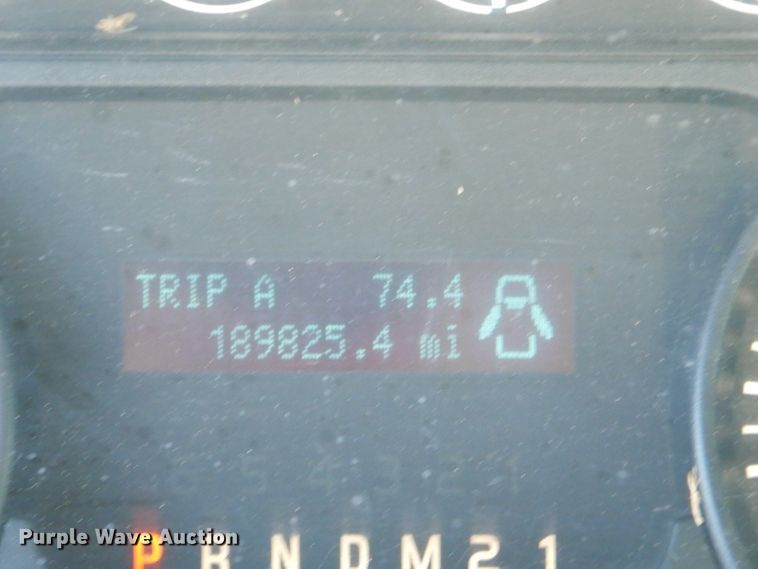 TRIP A 74.4
189825.4 mi
P R N D M 2 1
Purple Wave Auction